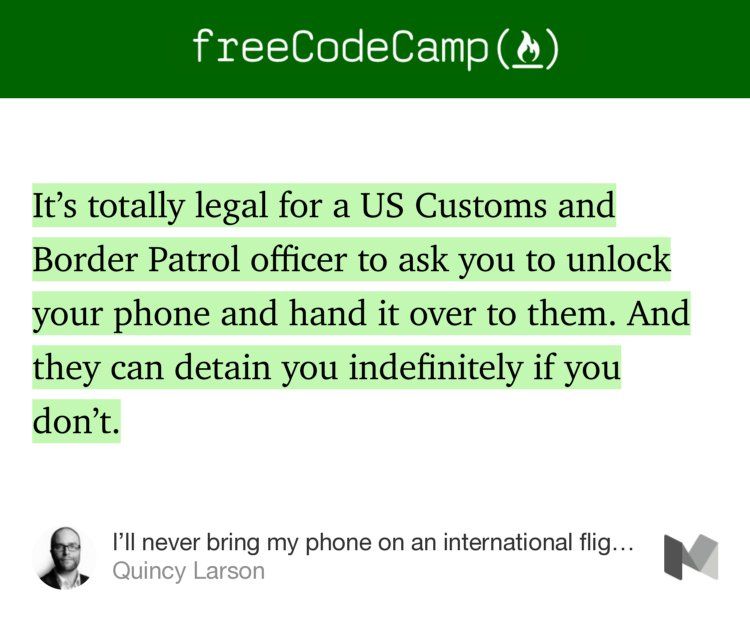 freeCodeCamp()
It’s totally legal for a US Customs and
Border Patrol officer to ask you to unlock
your phone and hand it over to them. And
they can detain you indefinitely if you
don’t.
I’ll never bring my phone on an international flig…
Quincy Larson